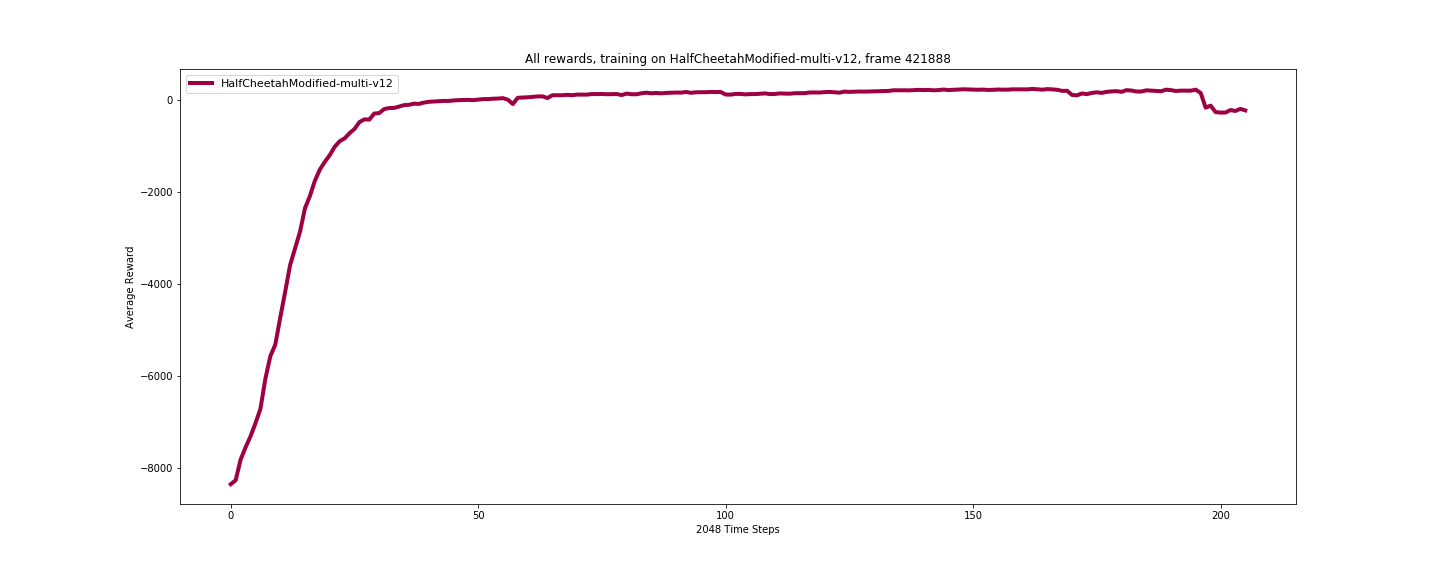 All rewards, training on HalfCheetahModified-multi-v12, frame 421888
HalfCheetahModified-multi-v12
0
−2000
−4000
−6000
−8000
Average Reward
0 50 100 150 200
2048 Time Steps